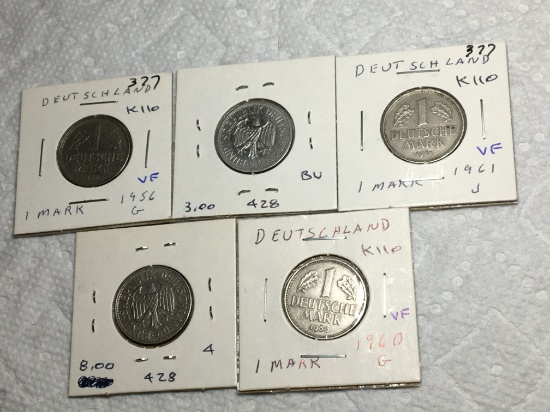 377
DEUTSCHLAND
K110
1
DEUTSCHE
MARK
VF
1 MARK 1956
G
BU
3.00 428
377
DEUTSCHLAND
K110
1
DEUTSCHE
MARK
VF
1 MARK 1961
J
4
8.00
428
DEUTSCHLAND
K110
1
DEUTSCHE
MARK
VF
1960
1 MARK G